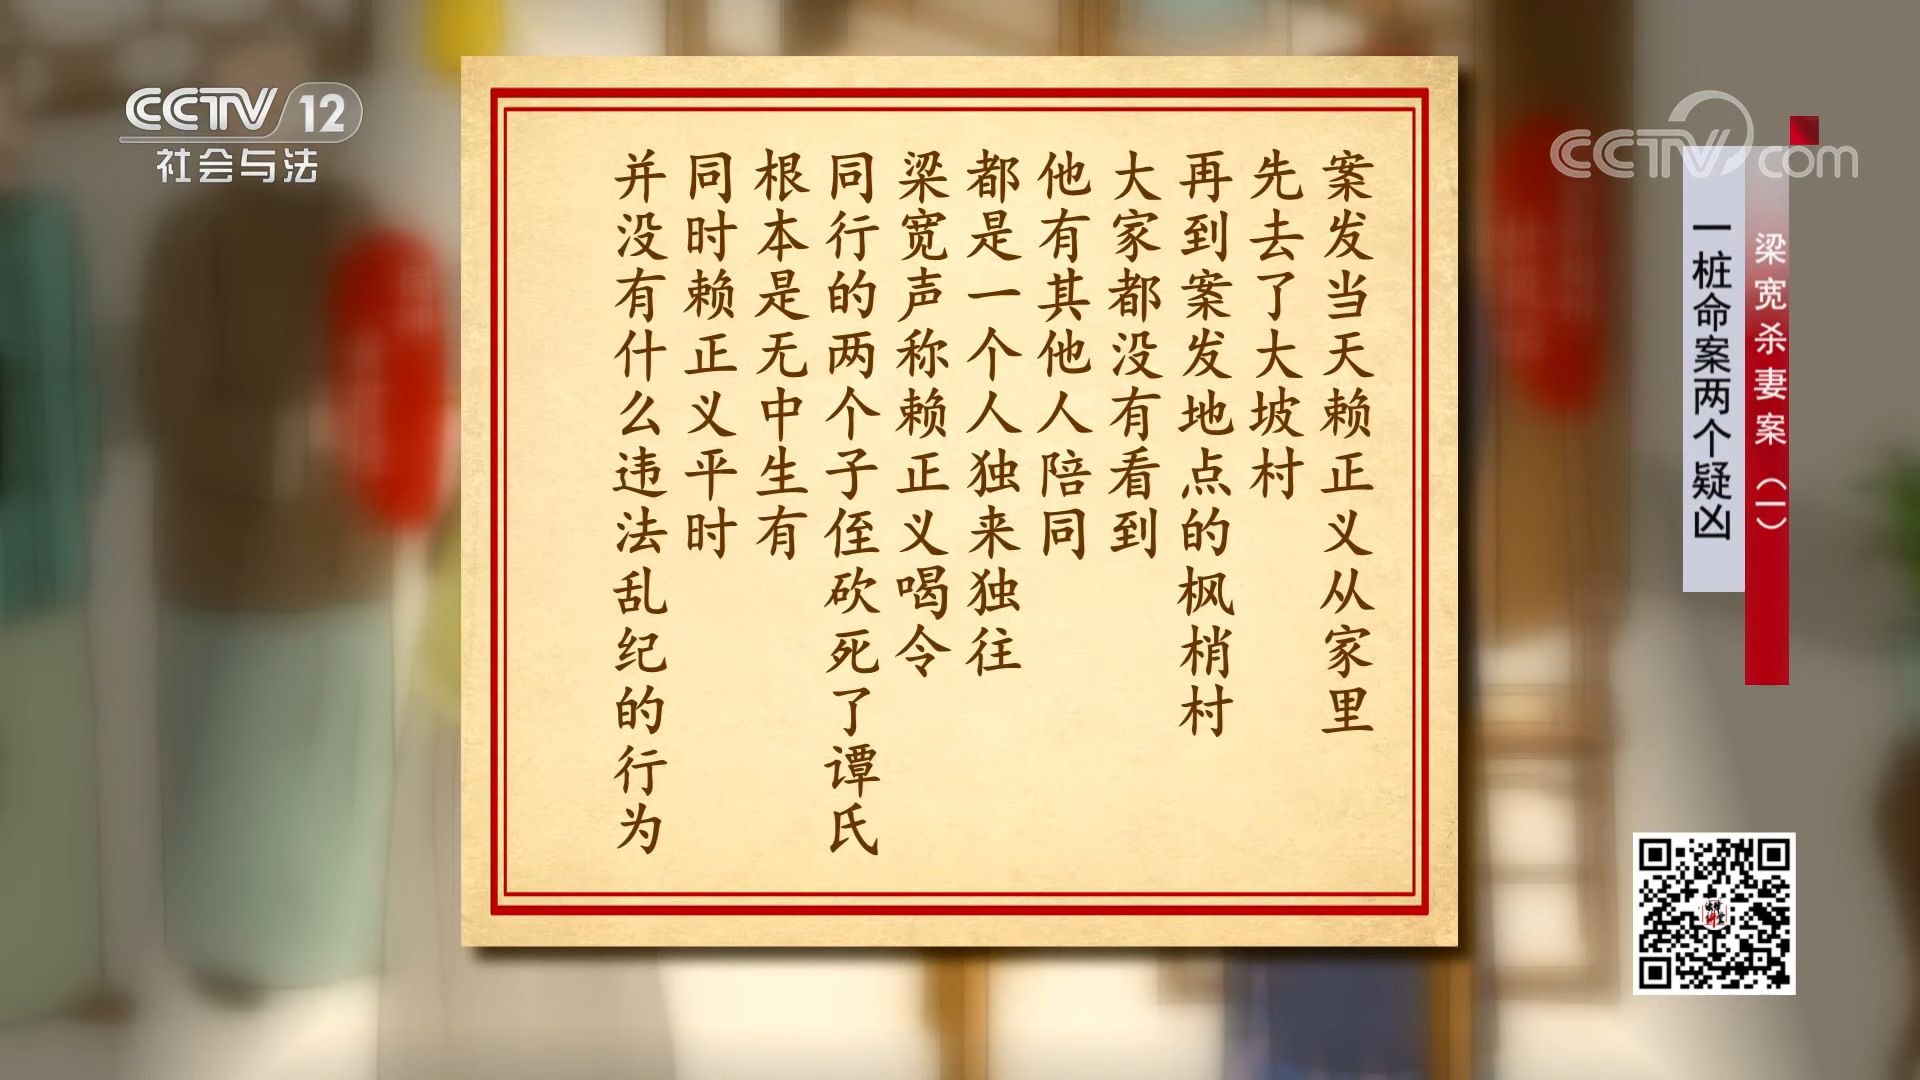 CCTV 12
社会与法
CCTV com
案发当天赖正义从家里
先去了大坡村
再到案发地点的枫梢村
大家都没有看到
他有其他人陪同
都是一个人独来独往
梁宽声称赖正义喝令
同行的两个子侄砍死了谭氏
根本是无中生有
同时赖正义平时
并没有什么违法乱纪的行为
梁宽杀妻案（一）
一桩命案两个疑凶